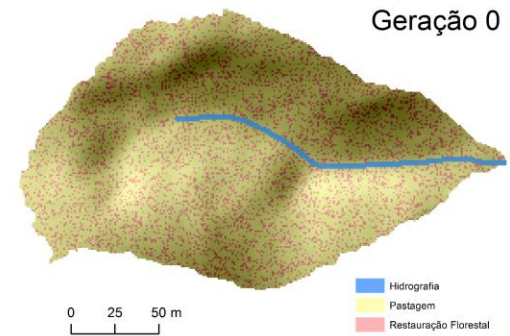 Geração 0
Hidrografia
Pastagem
Restauração Florestal
0 25 50 m